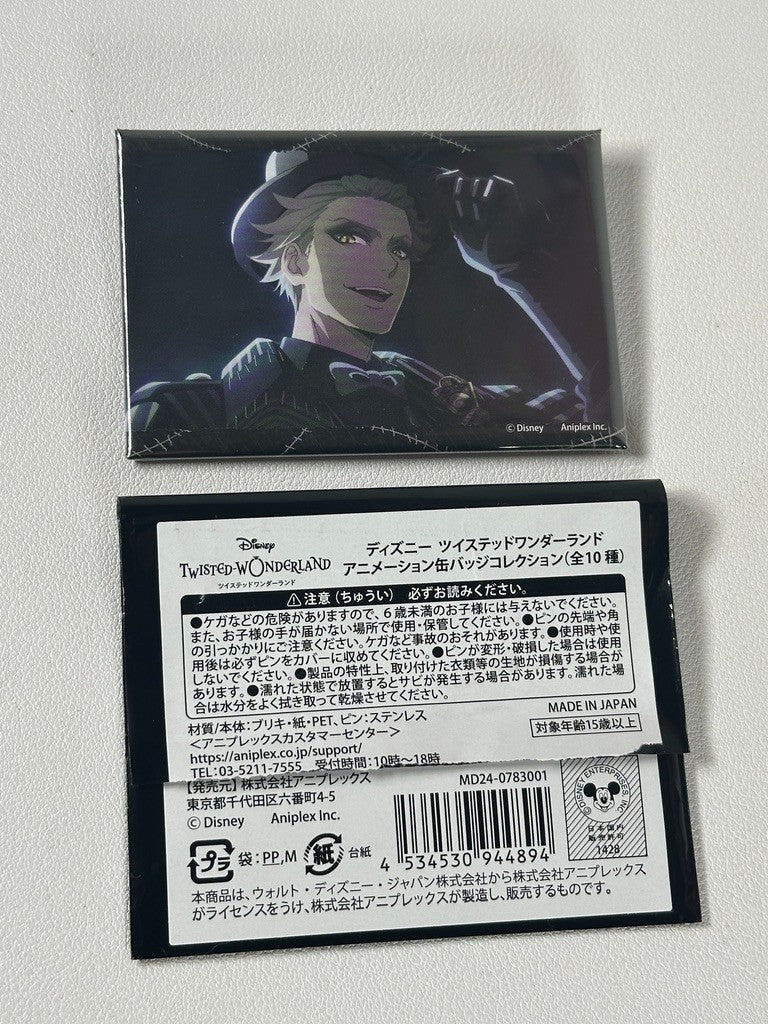 © Disney Aniplex Inc.
Disney
TWISTED-WONDERLAND
ツイステッドワンダーランド
ディズニー ツイステッドワンダーランド
アニメーション缶バッジコレクション(全10種)
⚠注意(ちゅうい) 必ずお読みください。
●ケガなどの危険がありますので、6歳未満のお子様には与えないでください。
また、お子様の手が届かない場所で使用・保管してください。●ピンの先端や角
の引っかかりにご注意ください。ケガなど事故のおそれがあります。●使用時や使
用後は必ずピンをカバーに収めてください。●ピンが変形・破損した場合は使用
しないでください。●製品の特性上、取り付けた衣類等の生地が損傷する場合が
あります。●濡れた状態で放置するとサビが発生する場合があります。濡れた場
合は水分をよく拭き取って乾燥させてください。
MADE IN JAPAN
材質/本体:ブリキ・紙・PET、ピン:ステンレス
対象年齢15歳以上
<アニプレックスカスタマーセンター>
https://aniplex.co.jp/support/
TEL:03-5211-7555 受付時間:10時〜18時
【発売元】株式会社アニプレックス
MD24-0783001
東京都千代田区六番町4-5
© Disney Aniplex Inc.
プラ 袋:PP,M 紙 台紙
4 534530 944894
© DISNEY ENTERPRISES, INC.
日本国内
販売許可
1428
本商品は、ウォルト・ディズニー・ジャパン株式会社から株式会社アニプレックス
がライセンスをうけ、株式会社アニプレックスが製造し、販売するものです。